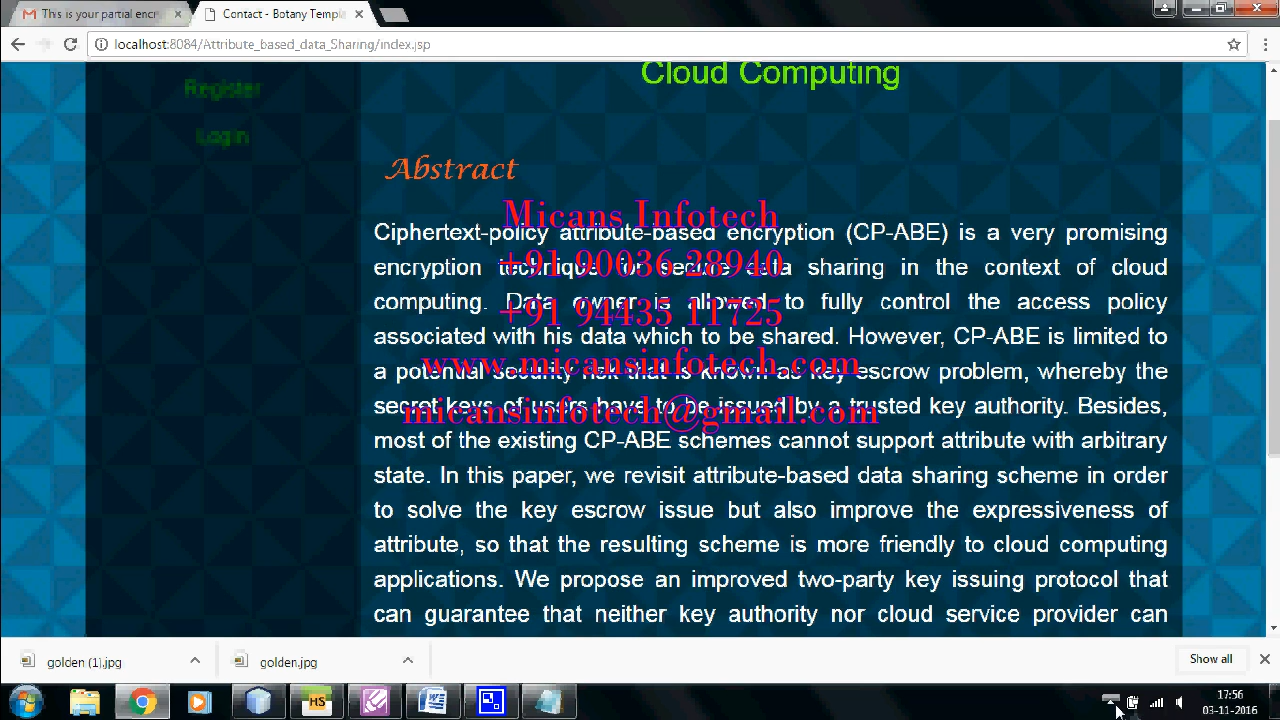 This is your partial encr
Contact - Botany Templa
localhost:8084/Attribute_based_data_Sharing/index.jsp
Cloud Computing
Register
Login
Abstract
Micans Infotech
+91 90036 28940
+91 94435 11725
www.micansinfotech.com
micansinfotech@gmail.com
Ciphertext-policy attribute-based encryption (CP-ABE) is a very promising
encryption technique for secure data sharing in the context of cloud
computing. Data owner is allowed to fully control the access policy
associated with his data which to be shared. However, CP-ABE is limited to
a potential security risk that is known as key escrow problem, whereby the
secret keys of users have to be issued by a trusted key authority. Besides,
most of the existing CP-ABE schemes cannot support attribute with arbitrary
state. In this paper, we revisit attribute-based data sharing scheme in order
to solve the key escrow issue but also improve the expressiveness of
attribute, so that the resulting scheme is more friendly to cloud computing
applications. We propose an improved two-party key issuing protocol that
can guarantee that neither key authority nor cloud service provider can
golden (1).jpg
golden.jpg
Show all
HS
17:56
03-11-2016